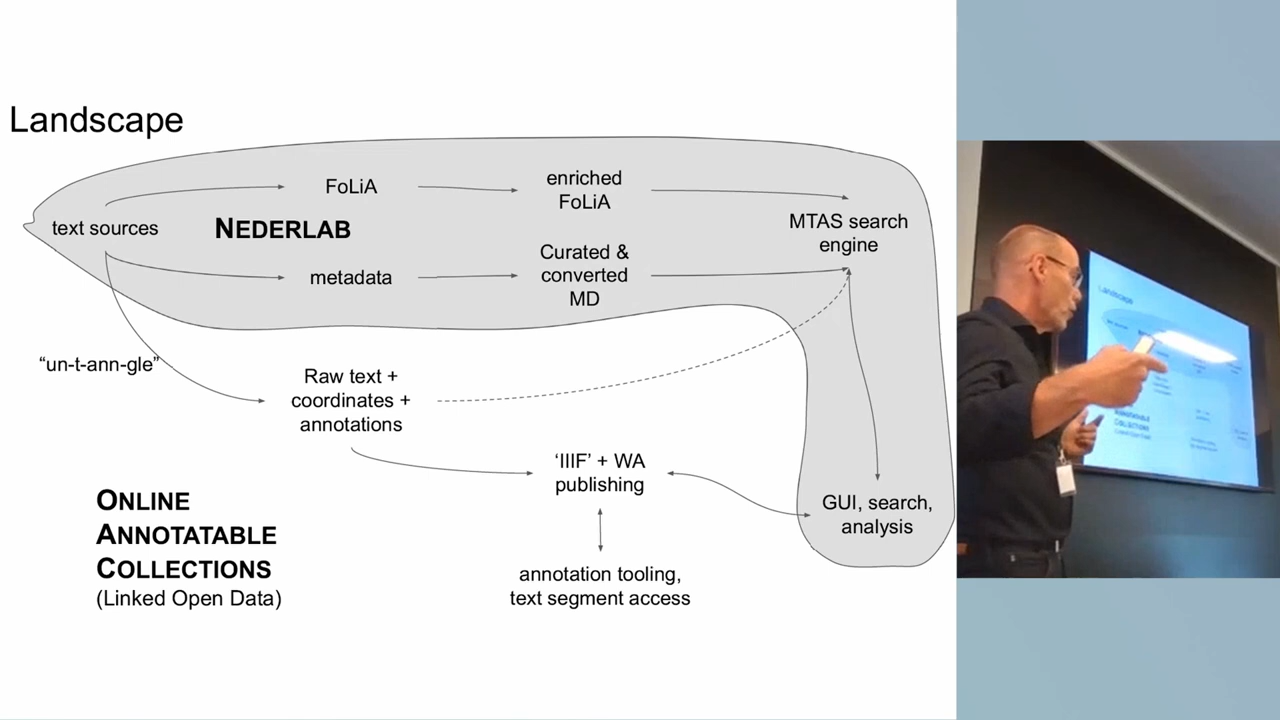 Landscape
FoLiA
enriched
FoLiA
text sources
NEDERLAB
MTAS search
engine
metadata
Curated &
converted
MD
“un-t-ann-gle”
Raw text +
coordinates +
annotations
‘IIIF’ + WA
publishing
GUI, search,
analysis
ONLINE
ANNOTATABLE
COLLECTIONS
(Linked Open Data)
annotation tooling,
text segment access
Landscape